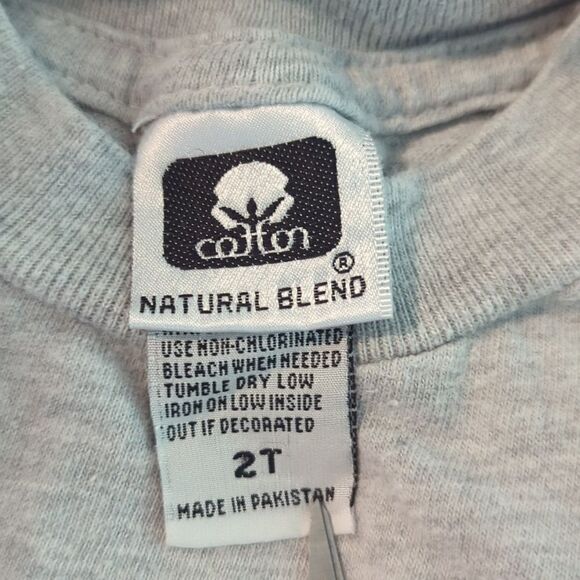 cotton
®
NATURAL BLEND
USE NON-CHLORINATED
BLEACH WHEN NEEDED
TUMBLE DRY LOW
IRON ON LOW INSIDE
OUT IF DECORATED
2T
MADE IN PAKISTAN